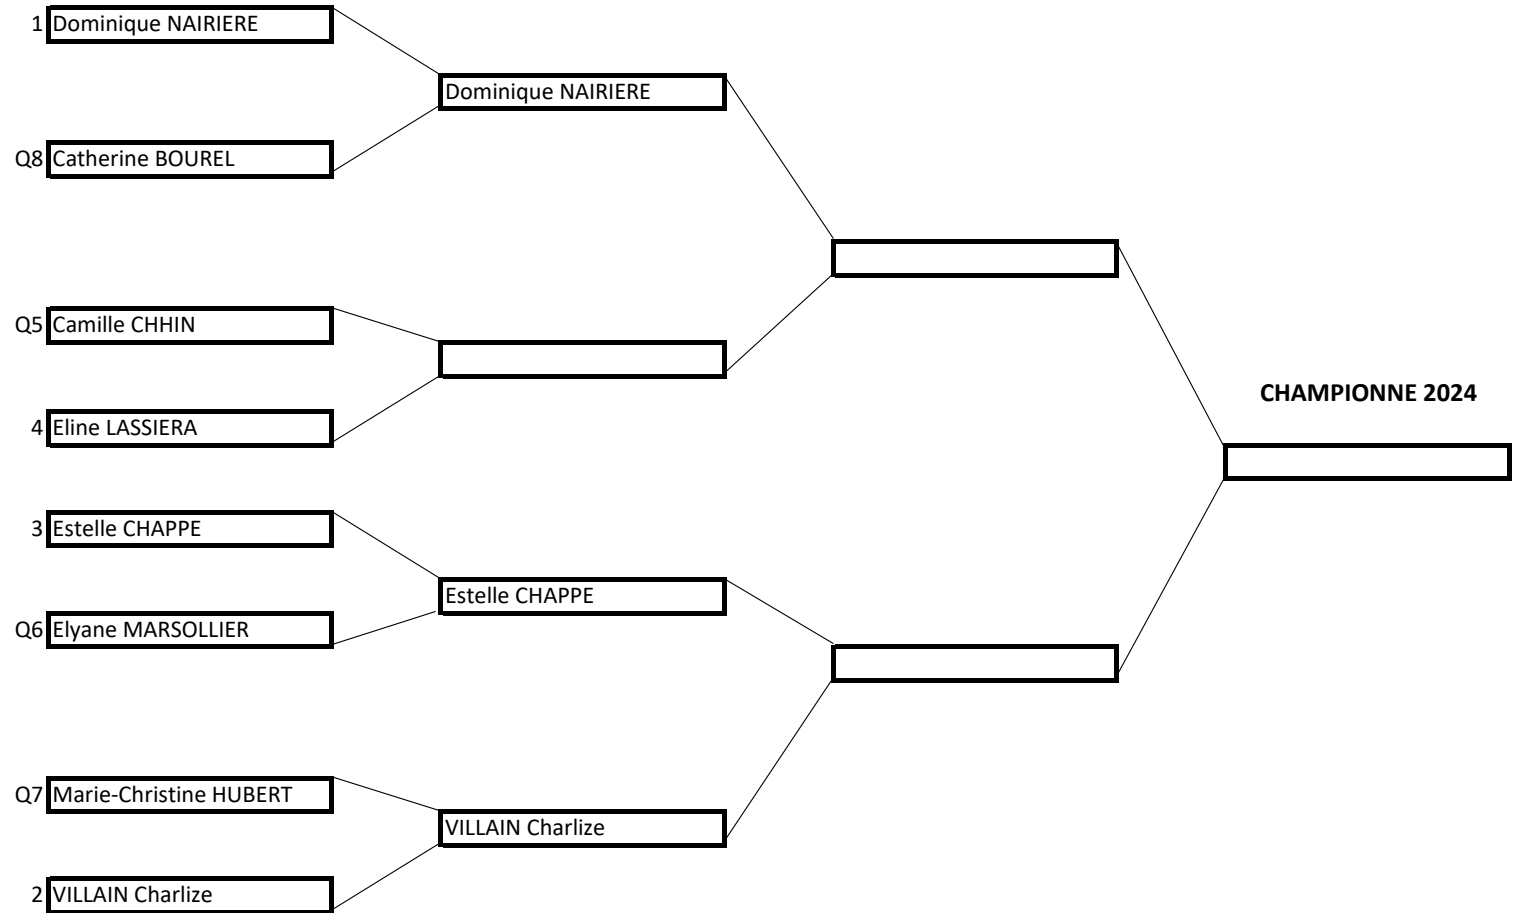 1 Dominique NAIRIERE
Dominique NAIRIERE
Q8 Catherine BOUREL
Q5 Camille CHHIN
4 Eline LASSIERA
CHAMPIONNE 2024
3 Estelle CHAPPE
Estelle CHAPPE
Q6 Elyane MARSOLLIER
Q7 Marie-Christine HUBERT
VILLAIN Charlize
2 VILLAIN Charlize